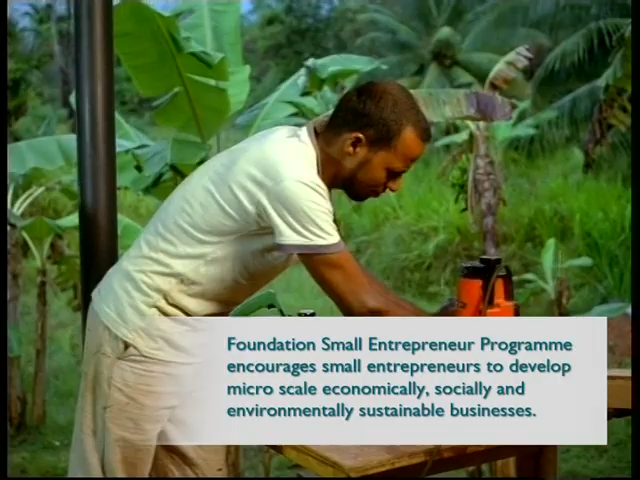 Foundation Small Entrepreneur Programme
encourages small entrepreneurs to develop
micro scale economically, socially and
environmentally sustainable businesses.